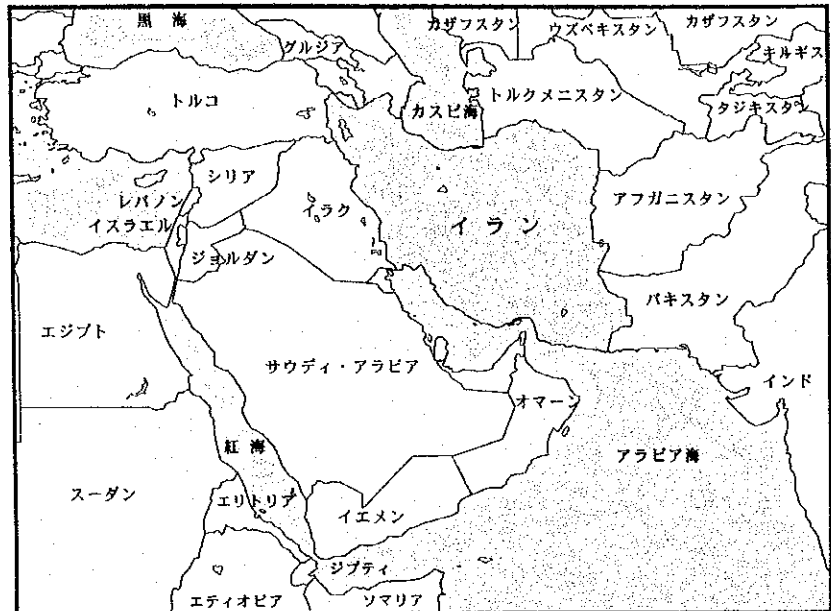 黒 海
カザフスタン
ウズベキスタン
カザフスタン
グルジア
キルギス
トルコ
カスピ海
トルクメニスタン
タジキスタン
シリア
アフガニスタン
レバノン
イスラエル
イラク
イ ラ ン
ジョルダン
パキスタン
エジプト
サウディ・アラビア
オマーン
インド
紅 海
アラビア海
スーダン
エリトリア
イエメン
ジブティ
エティオピア
ソマリア